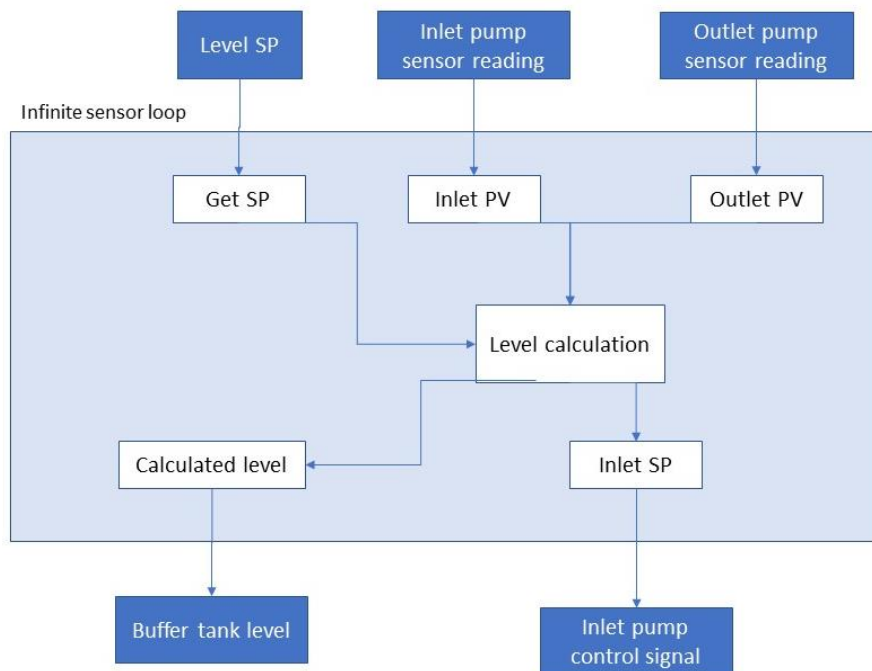 Level SP
Inlet pump
sensor reading
Outlet pump
sensor reading
Infinite sensor loop
Get SP
Inlet PV
Outlet PV
Level calculation
Calculated level
Inlet SP
Buffer tank level
Inlet pump
control signal